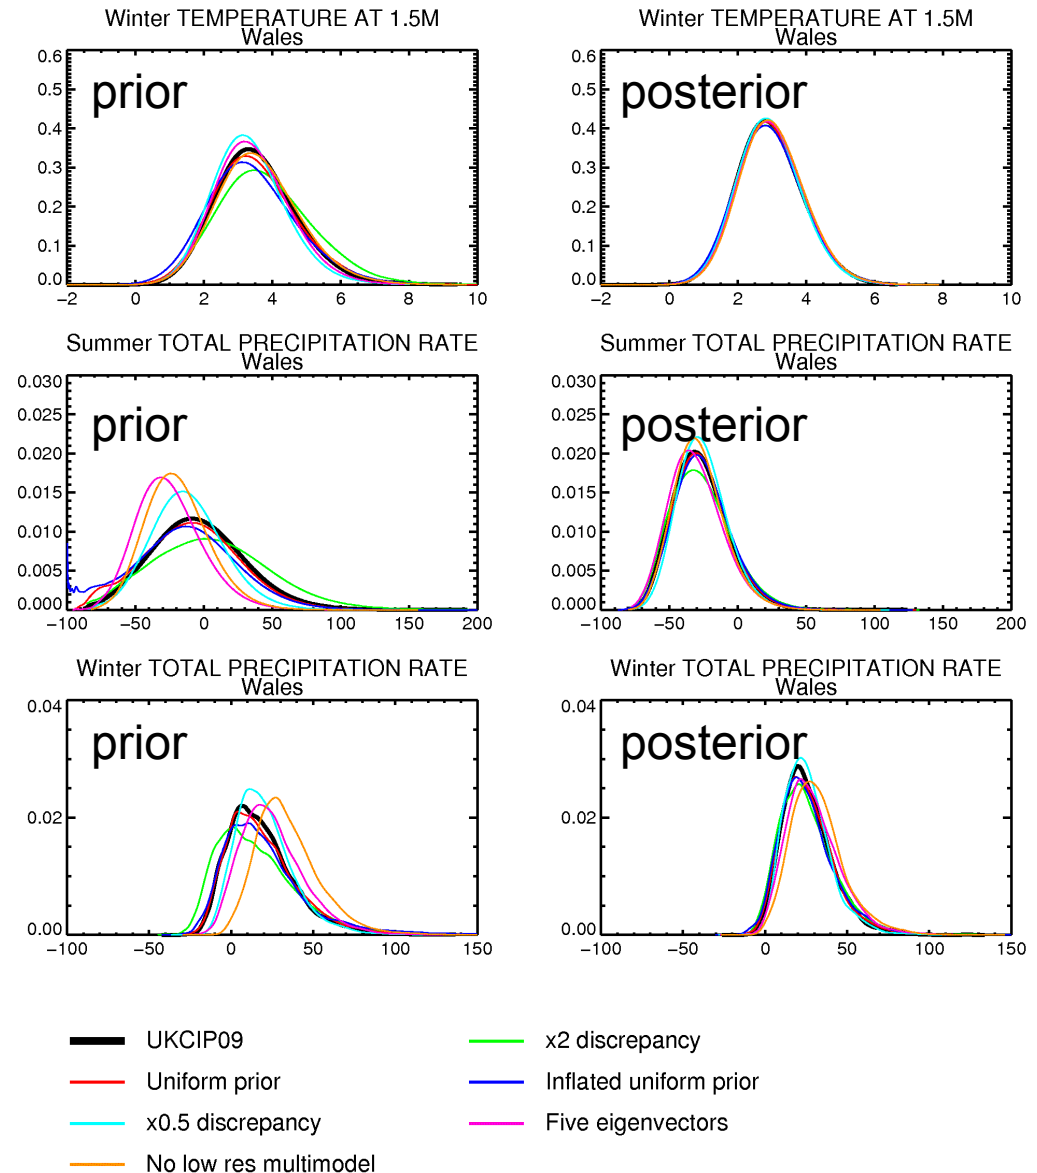 Winter TEMPERATURE AT 1.5M
Wales
prior
0.6
0.5
0.4
0.3
0.2
0.1
0.0
−2 0 2 4 6 8 10
Winter TEMPERATURE AT 1.5M
Wales
posterior
0.6
0.5
0.4
0.3
0.2
0.1
0.0
−2 0 2 4 6 8 10
Summer TOTAL PRECIPITATION RATE
Wales
prior
0.030
0.025
0.020
0.015
0.010
0.005
0.000
−100 −50 0 50 100 150 200
Summer TOTAL PRECIPITATION RATE
Wales
posterior
0.030
0.025
0.020
0.015
0.010
0.005
0.000
−100 −50 0 50 100 150 200
Winter TOTAL PRECIPITATION RATE
Wales
prior
0.04
0.02
0.00
−100 −50 0 50 100 150
Winter TOTAL PRECIPITATION RATE
Wales
posterior
0.04
0.02
0.00
−100 −50 0 50 100 150
UKCIP09
Uniform prior
x0.5 discrepancy
No low res multimodel
x2 discrepancy
Inflated uniform prior
Five eigenvectors